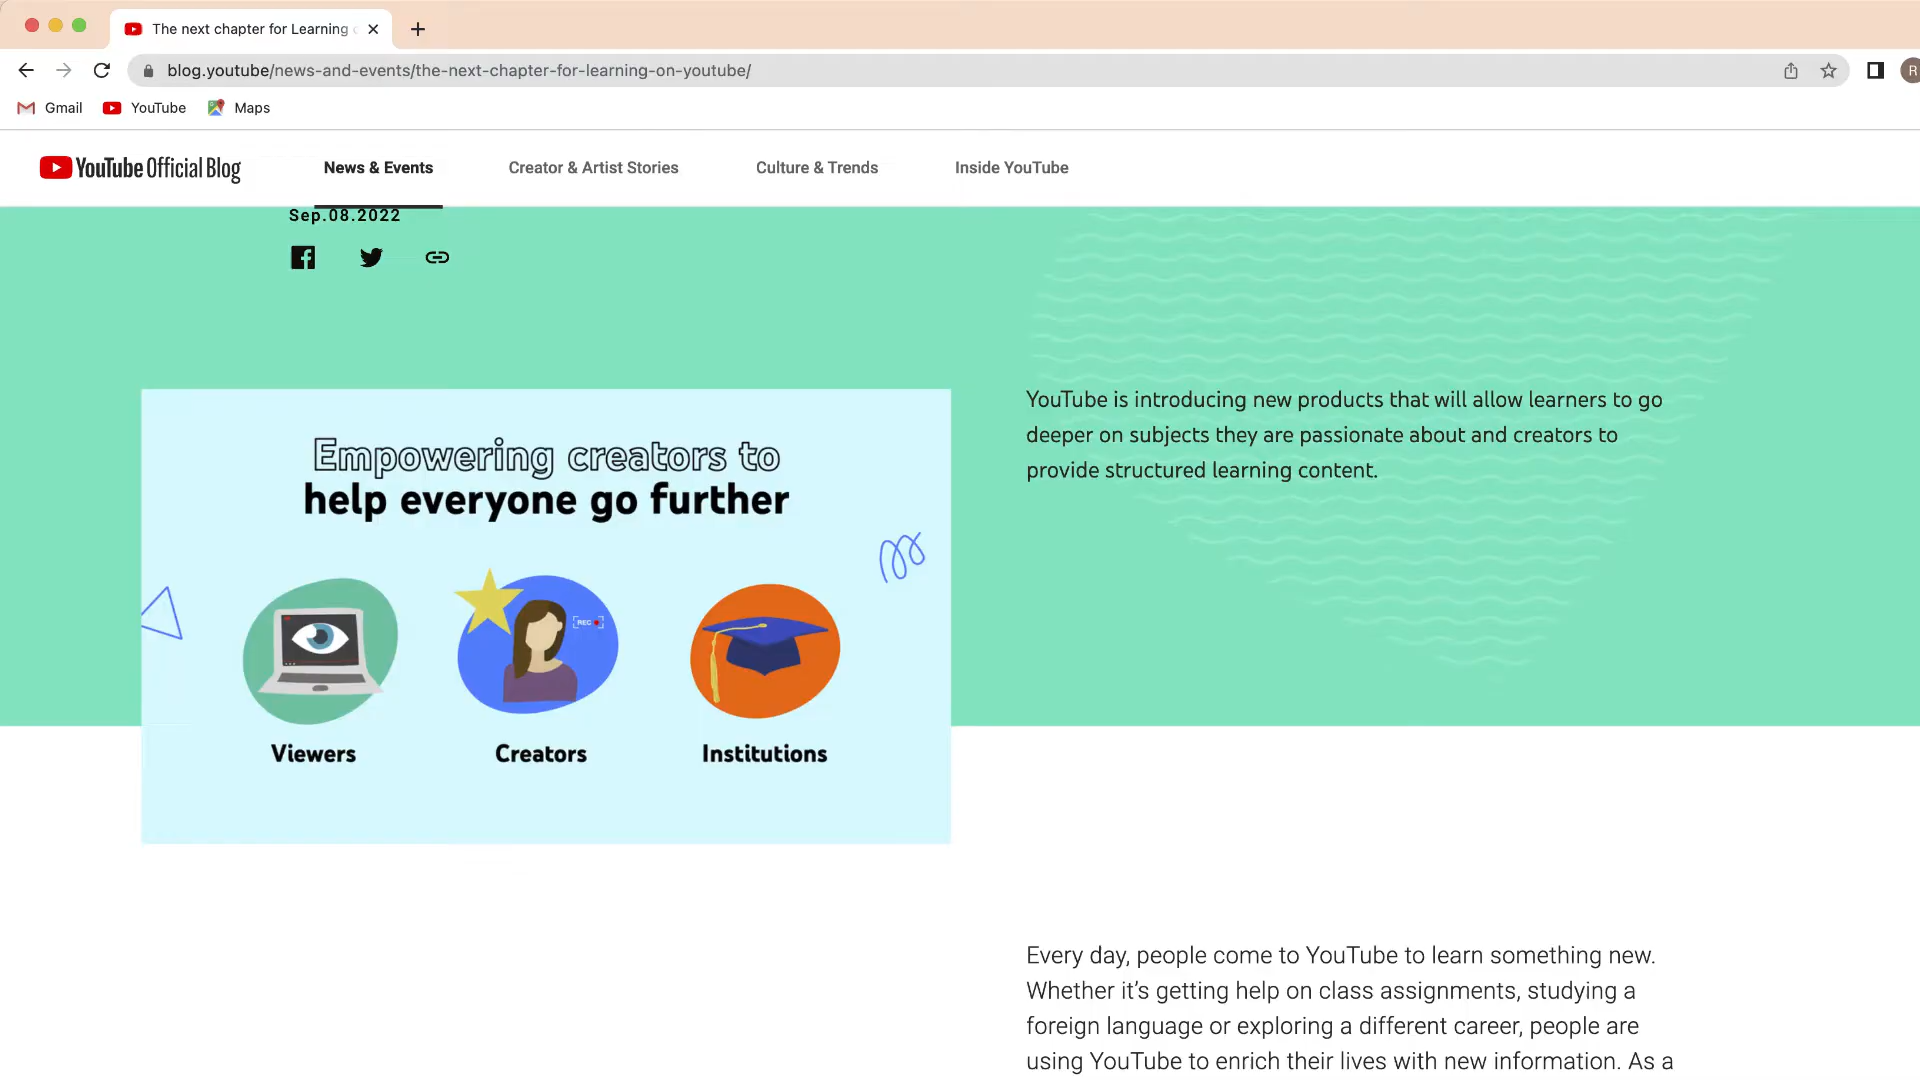 The next chapter for Learning
blog.youtube/news-and-events/the-next-chapter-for-learning-on-youtube/
R
Gmail YouTube Maps
YouTube Official Blog News & Events Creator & Artist Stories Culture & Trends Inside YouTube
Sep.08.2022
Empowering creators to
help everyone go further
REC
Viewers Creators Institutions
YouTube is introducing new products that will allow learners to go
deeper on subjects they are passionate about and creators to
provide structured learning content.
Every day, people come to YouTube to learn something new.
Whether it’s getting help on class assignments, studying a
foreign language or exploring a different career, people are
using YouTube to enrich their lives with new information. As a